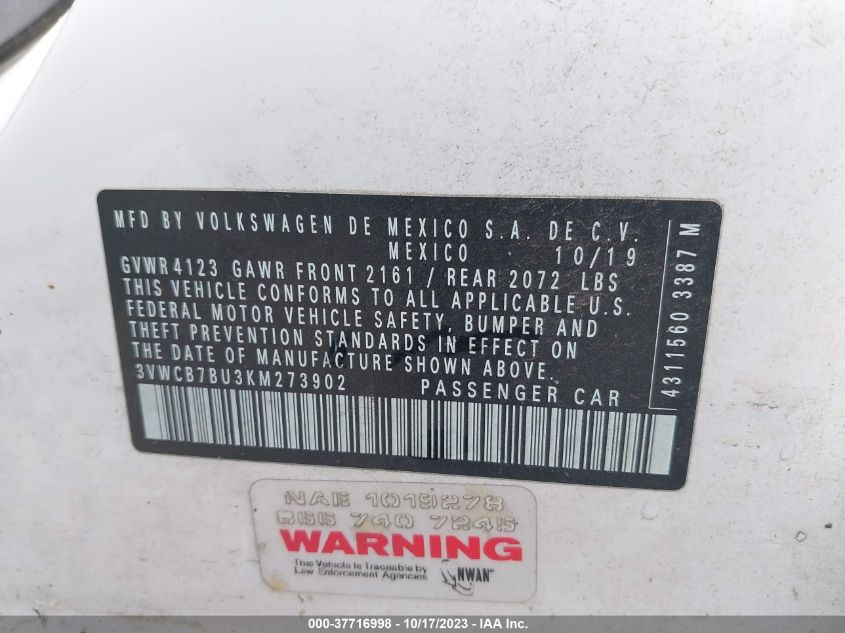 MFD BY VOLKSWAGEN DE MEXICO S.A. DE C.V.
MEXICO 10/19
GVWR 4123 GAWR FRONT 2161 / REAR 2072 LBS
THIS VEHICLE CONFORMS TO ALL APPLICABLE U.S.
FEDERAL MOTOR VEHICLE SAFETY, BUMPER AND
THEFT PREVENTION STANDARDS IN EFFECT ON
THE DATE OF MANUFACTURE SHOWN ABOVE.
3VWCB7BU3KM273902 PASSENGER CAR
4311560 3387 M
NAE 1019278
866 740 7245
WARNING
This Vehicle is Traceable by
Law Enforcement Agencies
NWAN
000-37716998 - 10/17/2023 - IAA Inc.